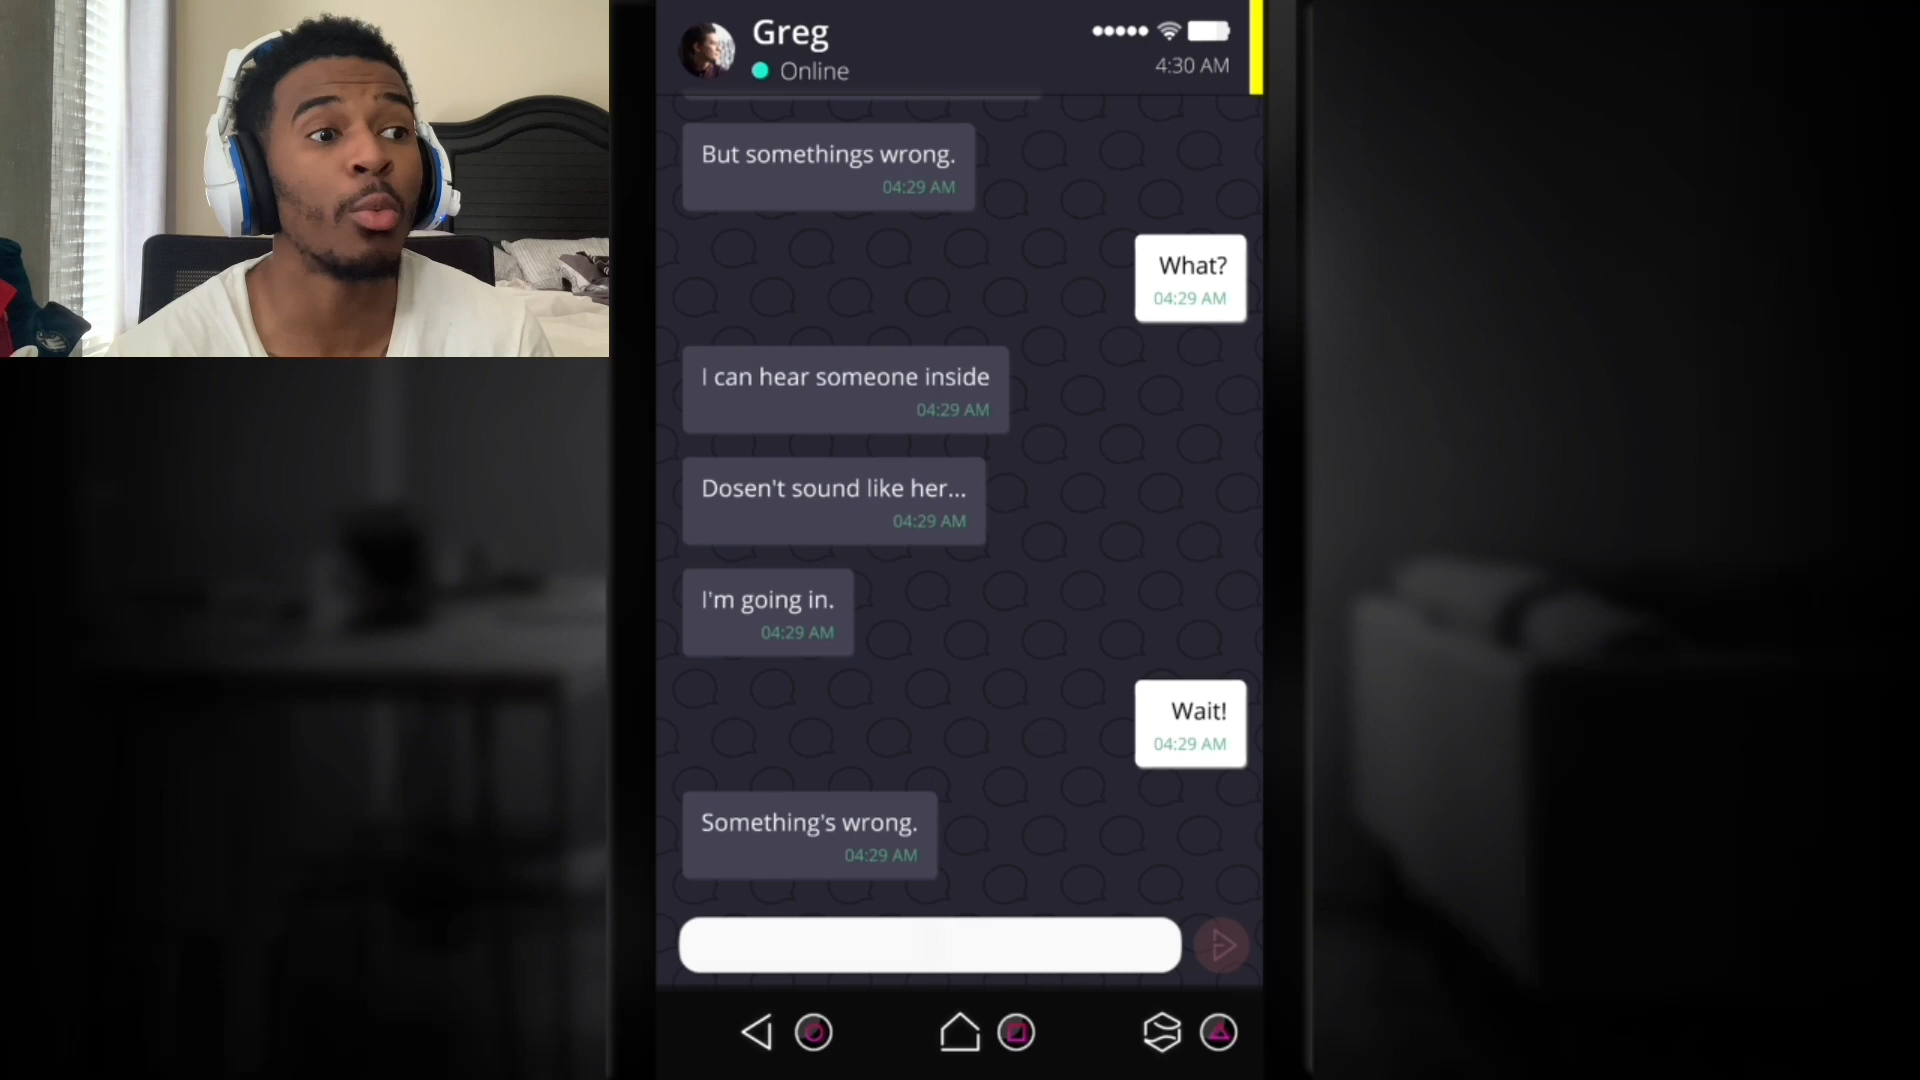 Greg
Online
4:30 AM
But somethings wrong.
04:29 AM
What?
04:29 AM
I can hear someone inside
04:29 AM
Dosen't sound like her...
04:29 AM
I'm going in.
04:29 AM
Wait!
04:29 AM
Something's wrong.
04:29 AM